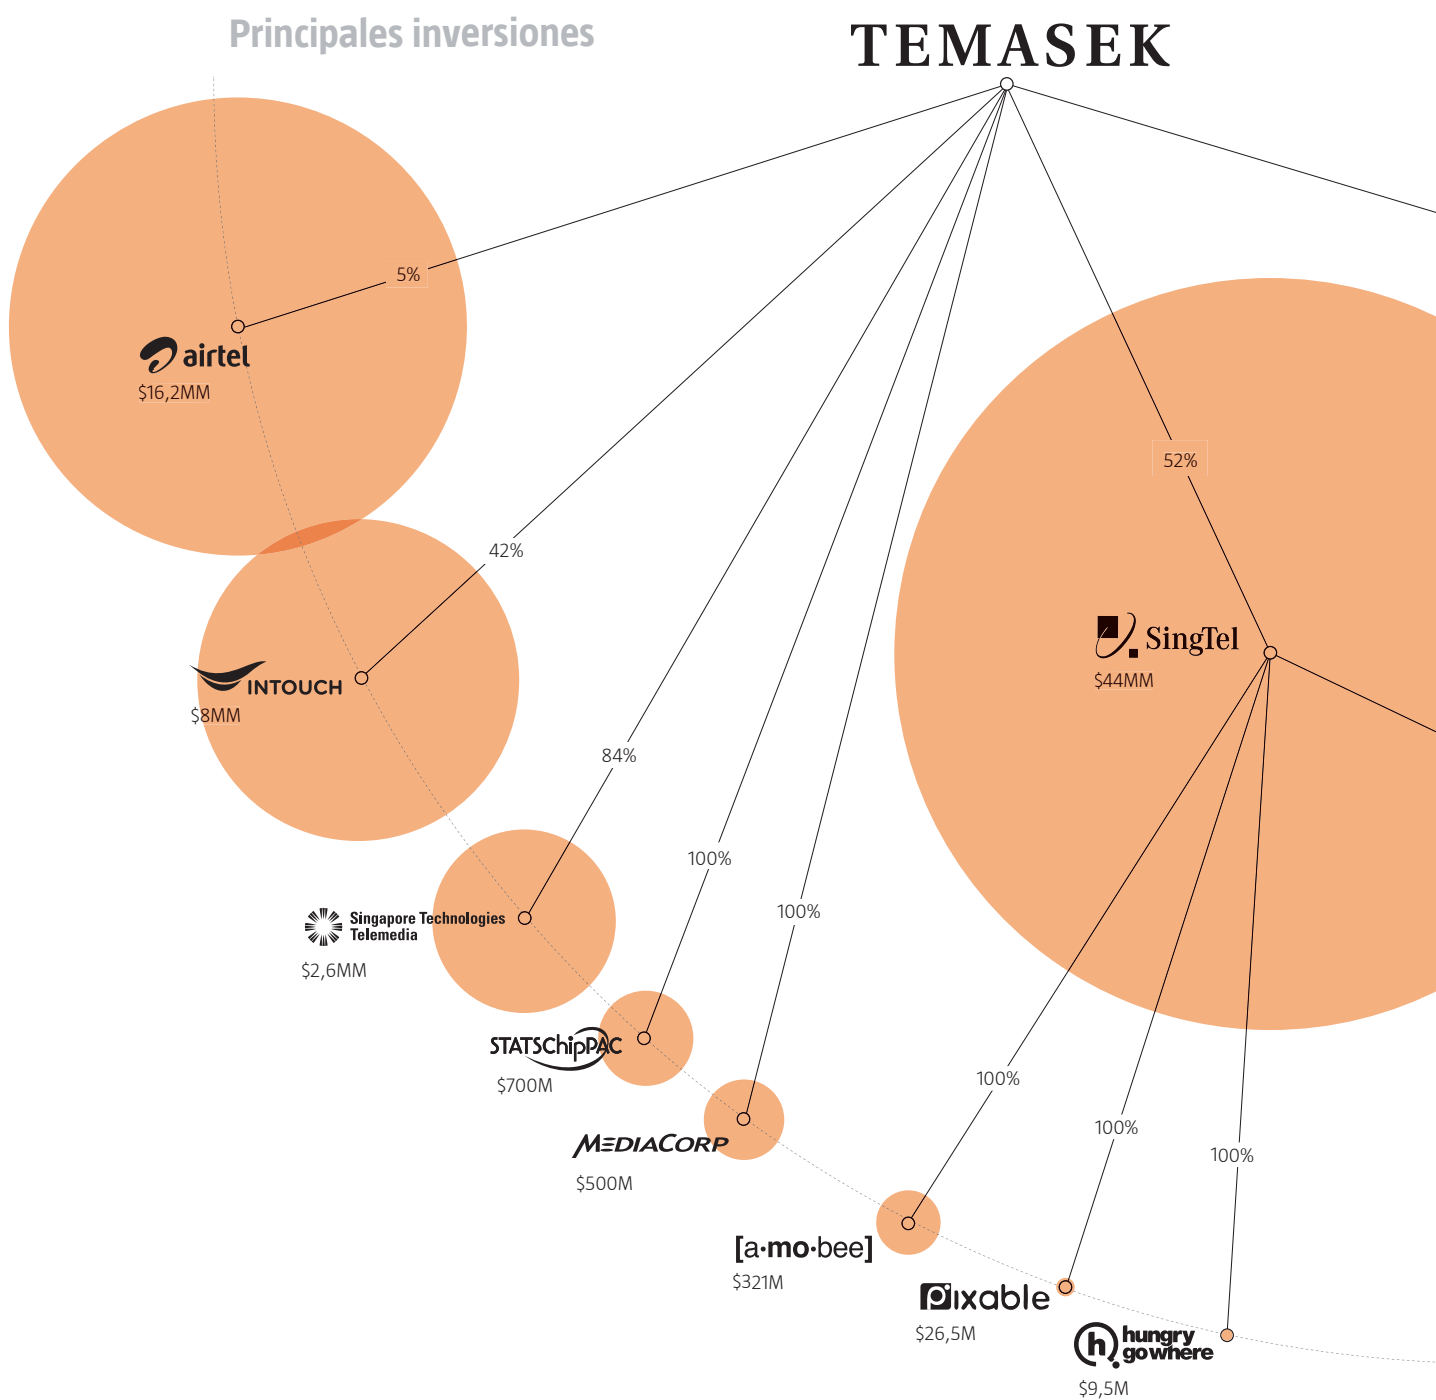 Principales inversiones
TEMASEK
5%
airtel
$16,2MM
52%
42%
SingTel
$44MM
INTOUCH
$8MM
84%
100%
100%
Singapore Technologies
Telemedia
$2,6MM
STATSChipPAC
$700M
100%
100%
100%
MEDIACORP
$500M
[a·mo·bee]
$321M
pixable
$26,5M
h
hungry
gowhere
$9,5M